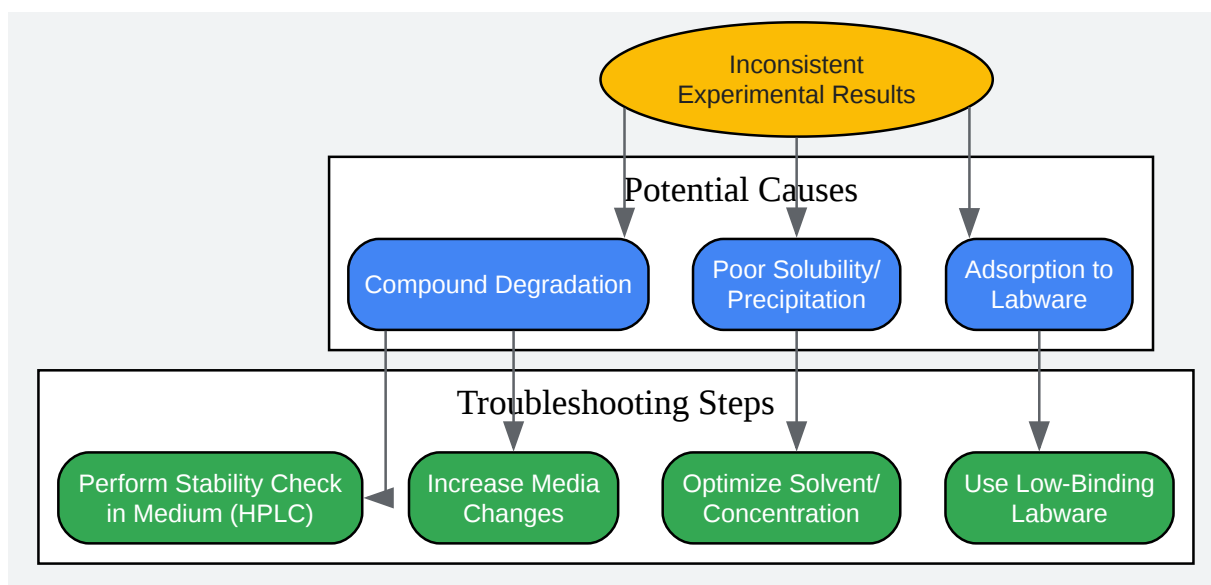 Inconsistent
Experimental Results
Potential Causes
Compound Degradation
Poor Solubility/
Precipitation
Adsorption to
Labware
Troubleshooting Steps
Perform Stability Check
in Medium (HPLC)
Increase Media
Changes
Optimize Solvent/
Concentration
Use Low-Binding
Labware